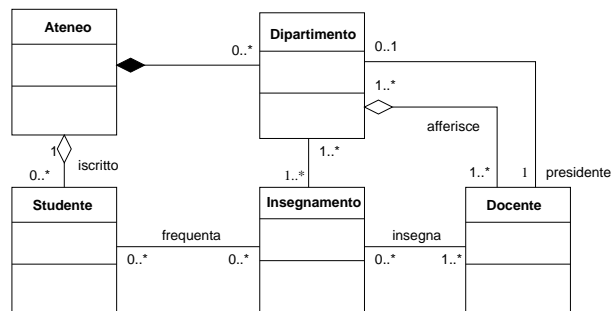 Ateneo
Dipartimento
0..*
0..1
1..*
afferisce
1
iscritto
0..*
1..*
1..*
1..*
1
presidente
Studente
Insegnamento
Docente
frequenta
insegna
0..*
0..*
0..*
1..*